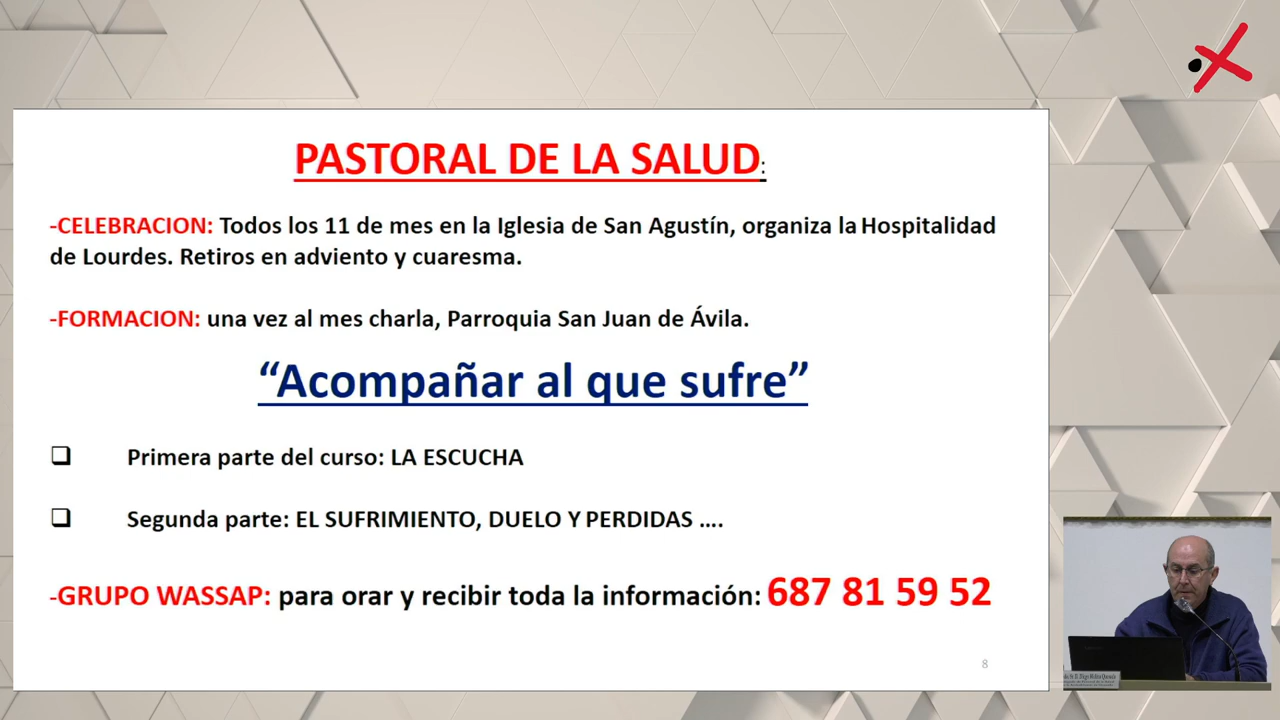 PASTORAL DE LA SALUD:
-CELEBRACION: Todos los 11 de mes en la Iglesia de San Agustín, organiza la Hospitalidad
de Lourdes. Retiros en adviento y cuaresma.
-FORMACION: una vez al mes charla, Parroquia San Juan de Ávila.
“Acompañar al que sufre”
Primera parte del curso: LA ESCUCHA
Segunda parte: EL SUFRIMIENTO, DUELO Y PERDIDAS ....
-GRUPO WASSAP: para orar y recibir toda la información: 687 81 59 52
8